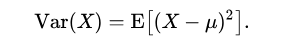 Var(X) = E[(X − μ)²].